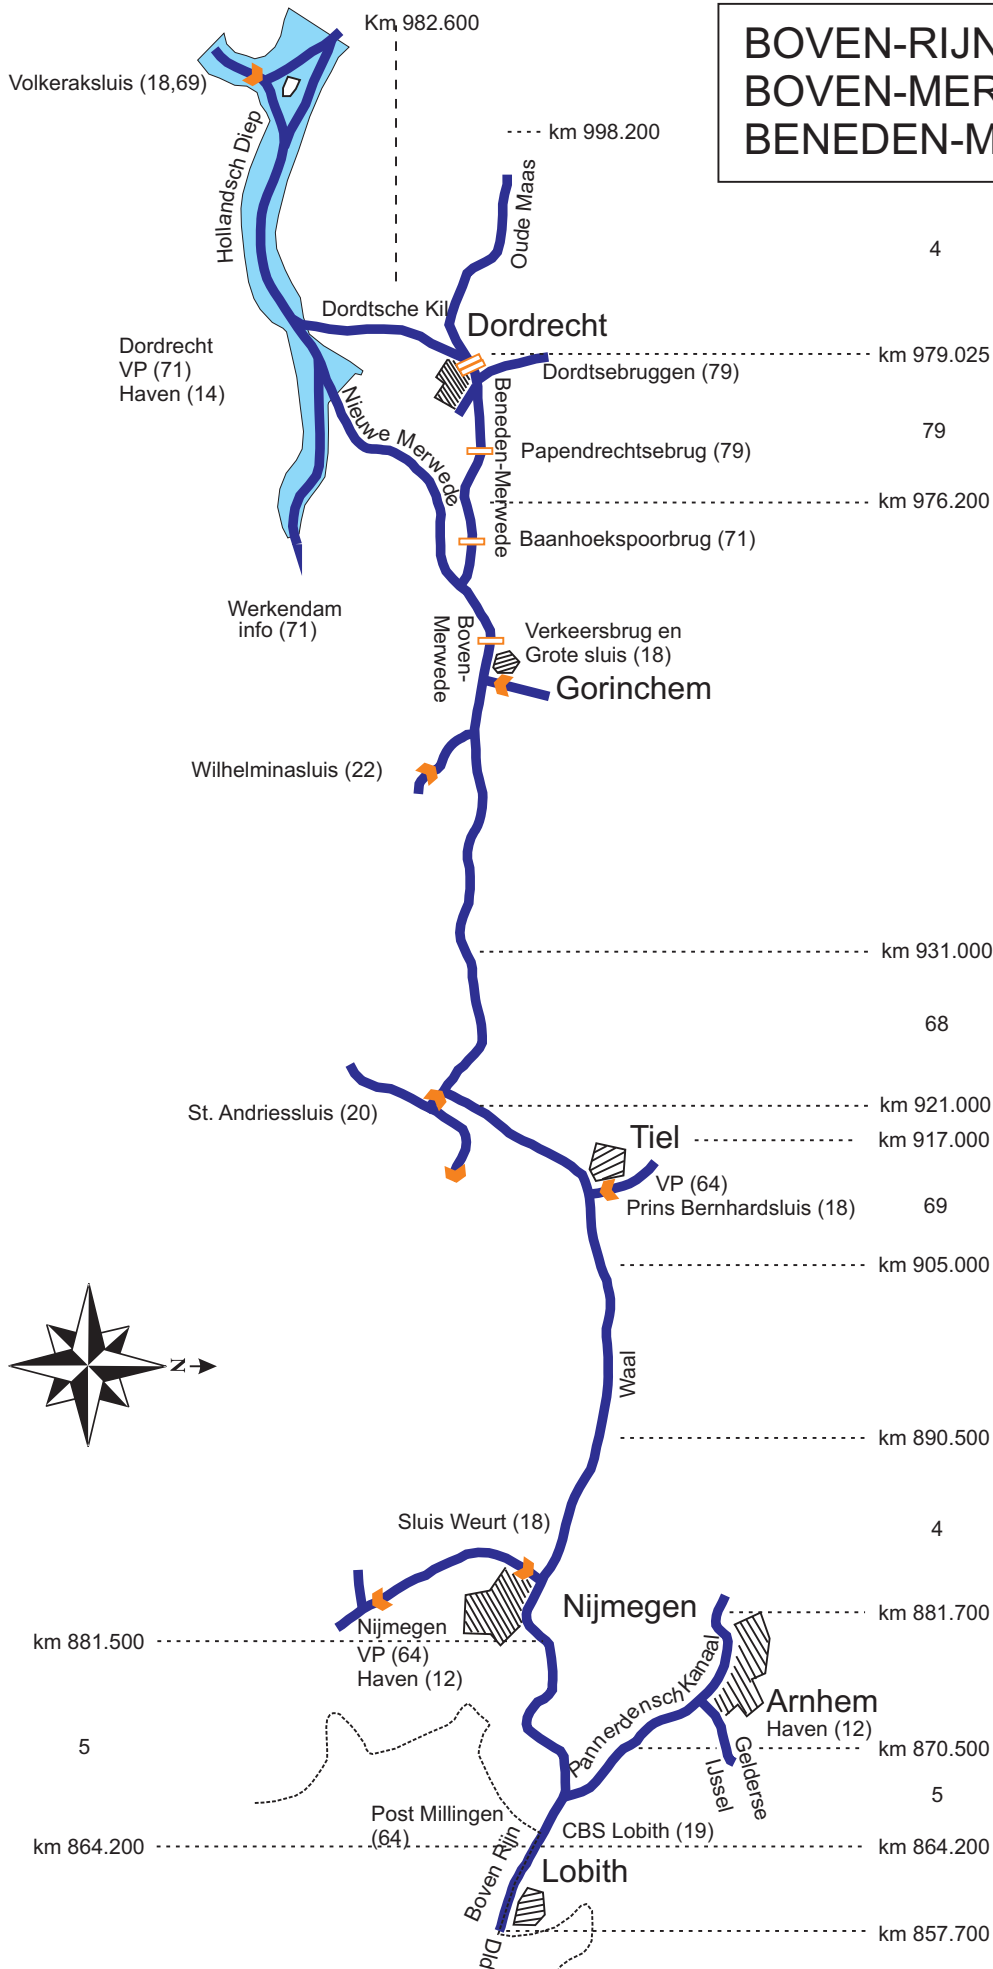 Km 982.600
BOVEN-RIJN
BOVEN-MER
BENEDEN-M
Volkeraksluis (18,69)
km 998.200
Hollandsch Diep
Oude Maas
4
Dordtsche Kil
Dordrecht
Dordrecht
VP (71)
Haven (14)
km 979.025
Dordtsebruggen (79)
Nieuwe Merwede
Beneden-Merwede
79
Papendrechtsebrug (79)
km 976.200
Baanhoekspoorbrug (71)
Werkendam
info (71)
Boven-
Merwede
Verkeersbrug en
Grote sluis (18)
Gorinchem
Wilhelminasluis (22)
km 931.000
68
St. Andriessluis (20)
km 921.000
Tiel
km 917.000
VP (64)
Prins Bernhardsluis (18)
69
km 905.000
N
Waal
km 890.500
Sluis Weurt (18)
4
Nijmegen
km 881.700
Nijmegen
VP (64)
Haven (12)
km 881.500
Pannerdensch Kanaal
Arnhem
Haven (12)
5
km 870.500
Gelderse
IJssel
5
Post Millingen
(64)
CBS Lobith (19)
km 864.200
km 864.200
Boven Rijn
Lobith
km 857.700
Dld